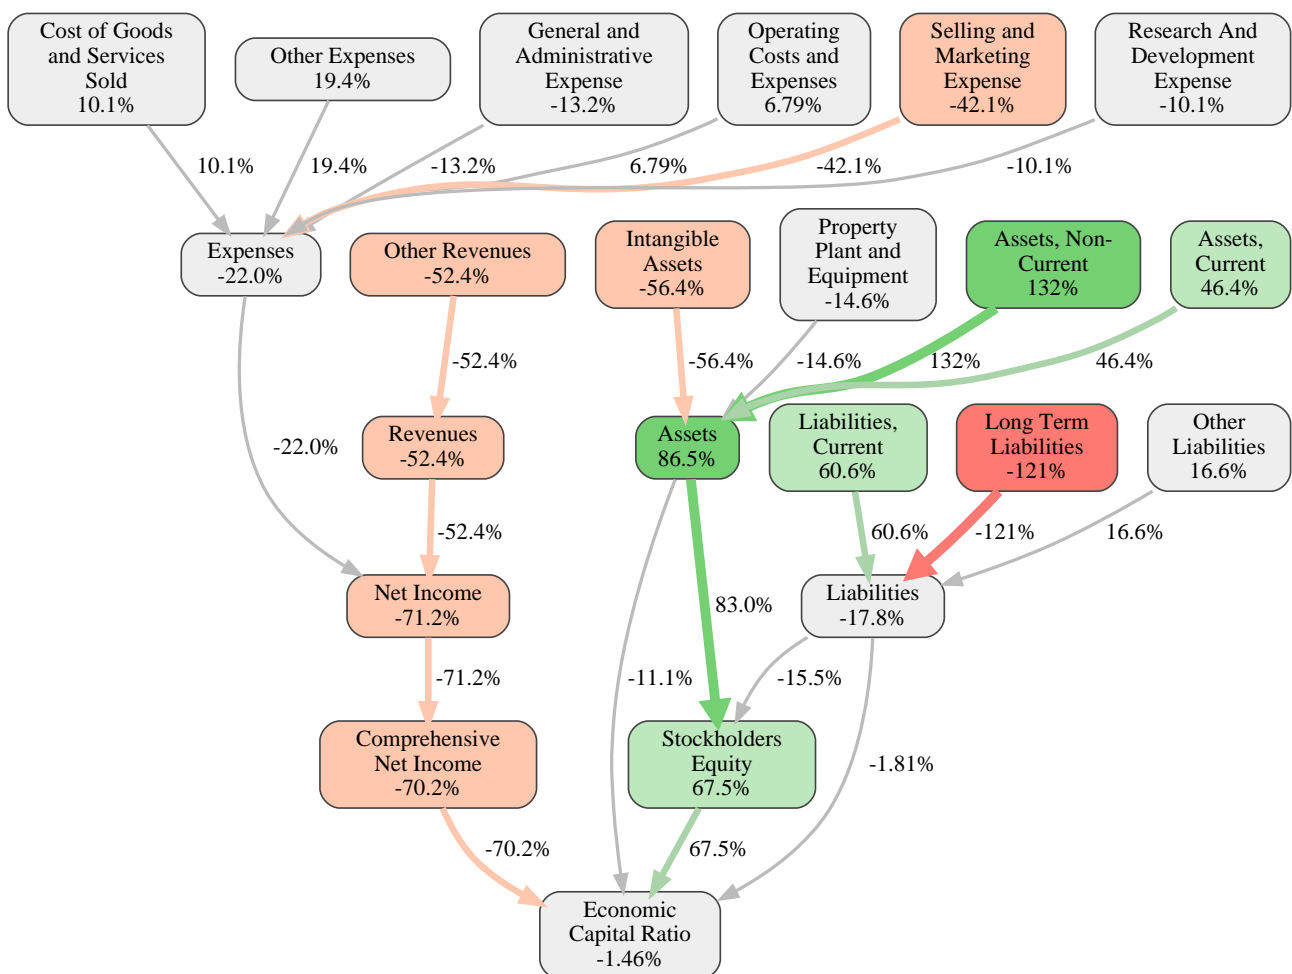 Cost of Goods
and Services
Sold
10.1%
Other Expenses
19.4%
General and
Administrative
Expense
-13.2%
Operating
Costs and
Expenses
6.79%
Selling and
Marketing
Expense
-42.1%
Research And
Development
Expense
-10.1%
10.1%
19.4%
-13.2%
6.79%
-42.1%
-10.1%
Expenses
-22.0%
Other Revenues
-52.4%
Intangible
Assets
-56.4%
Property
Plant and
Equipment
-14.6%
Assets, Non-
Current
132%
Assets,
Current
46.4%
-52.4%
-56.4%
-14.6%
132%
46.4%
-22.0%
Revenues
-52.4%
Assets
86.5%
Liabilities,
Current
60.6%
Long Term
Liabilities
-121%
Other
Liabilities
16.6%
-52.4%
60.6%
-121%
16.6%
Net Income
-71.2%
83.0%
Liabilities
-17.8%
-71.2%
-11.1%
-15.5%
Comprehensive
Net Income
-70.2%
Stockholders
Equity
67.5%
-1.81%
-70.2%
67.5%
Economic
Capital Ratio
-1.46%